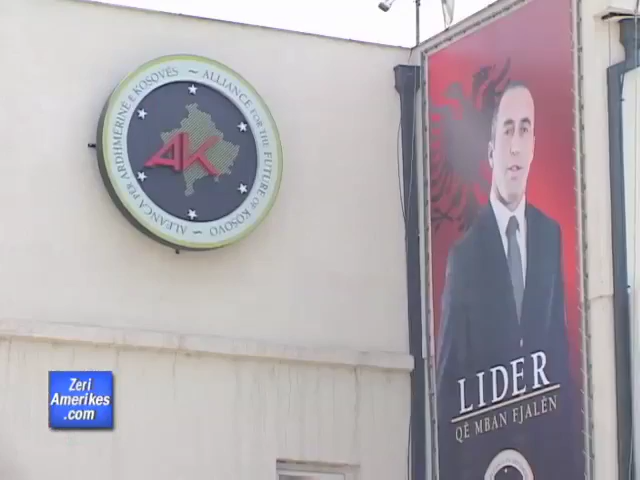 ALLIANCE FOR THE FUTURE OF KOSOVO ~ ALEANCA PËR ARDHMËRINË E KOSOVËS ~
AK
LIDER
QË MBAN FJALËN
Zeri
Amerikes
.com